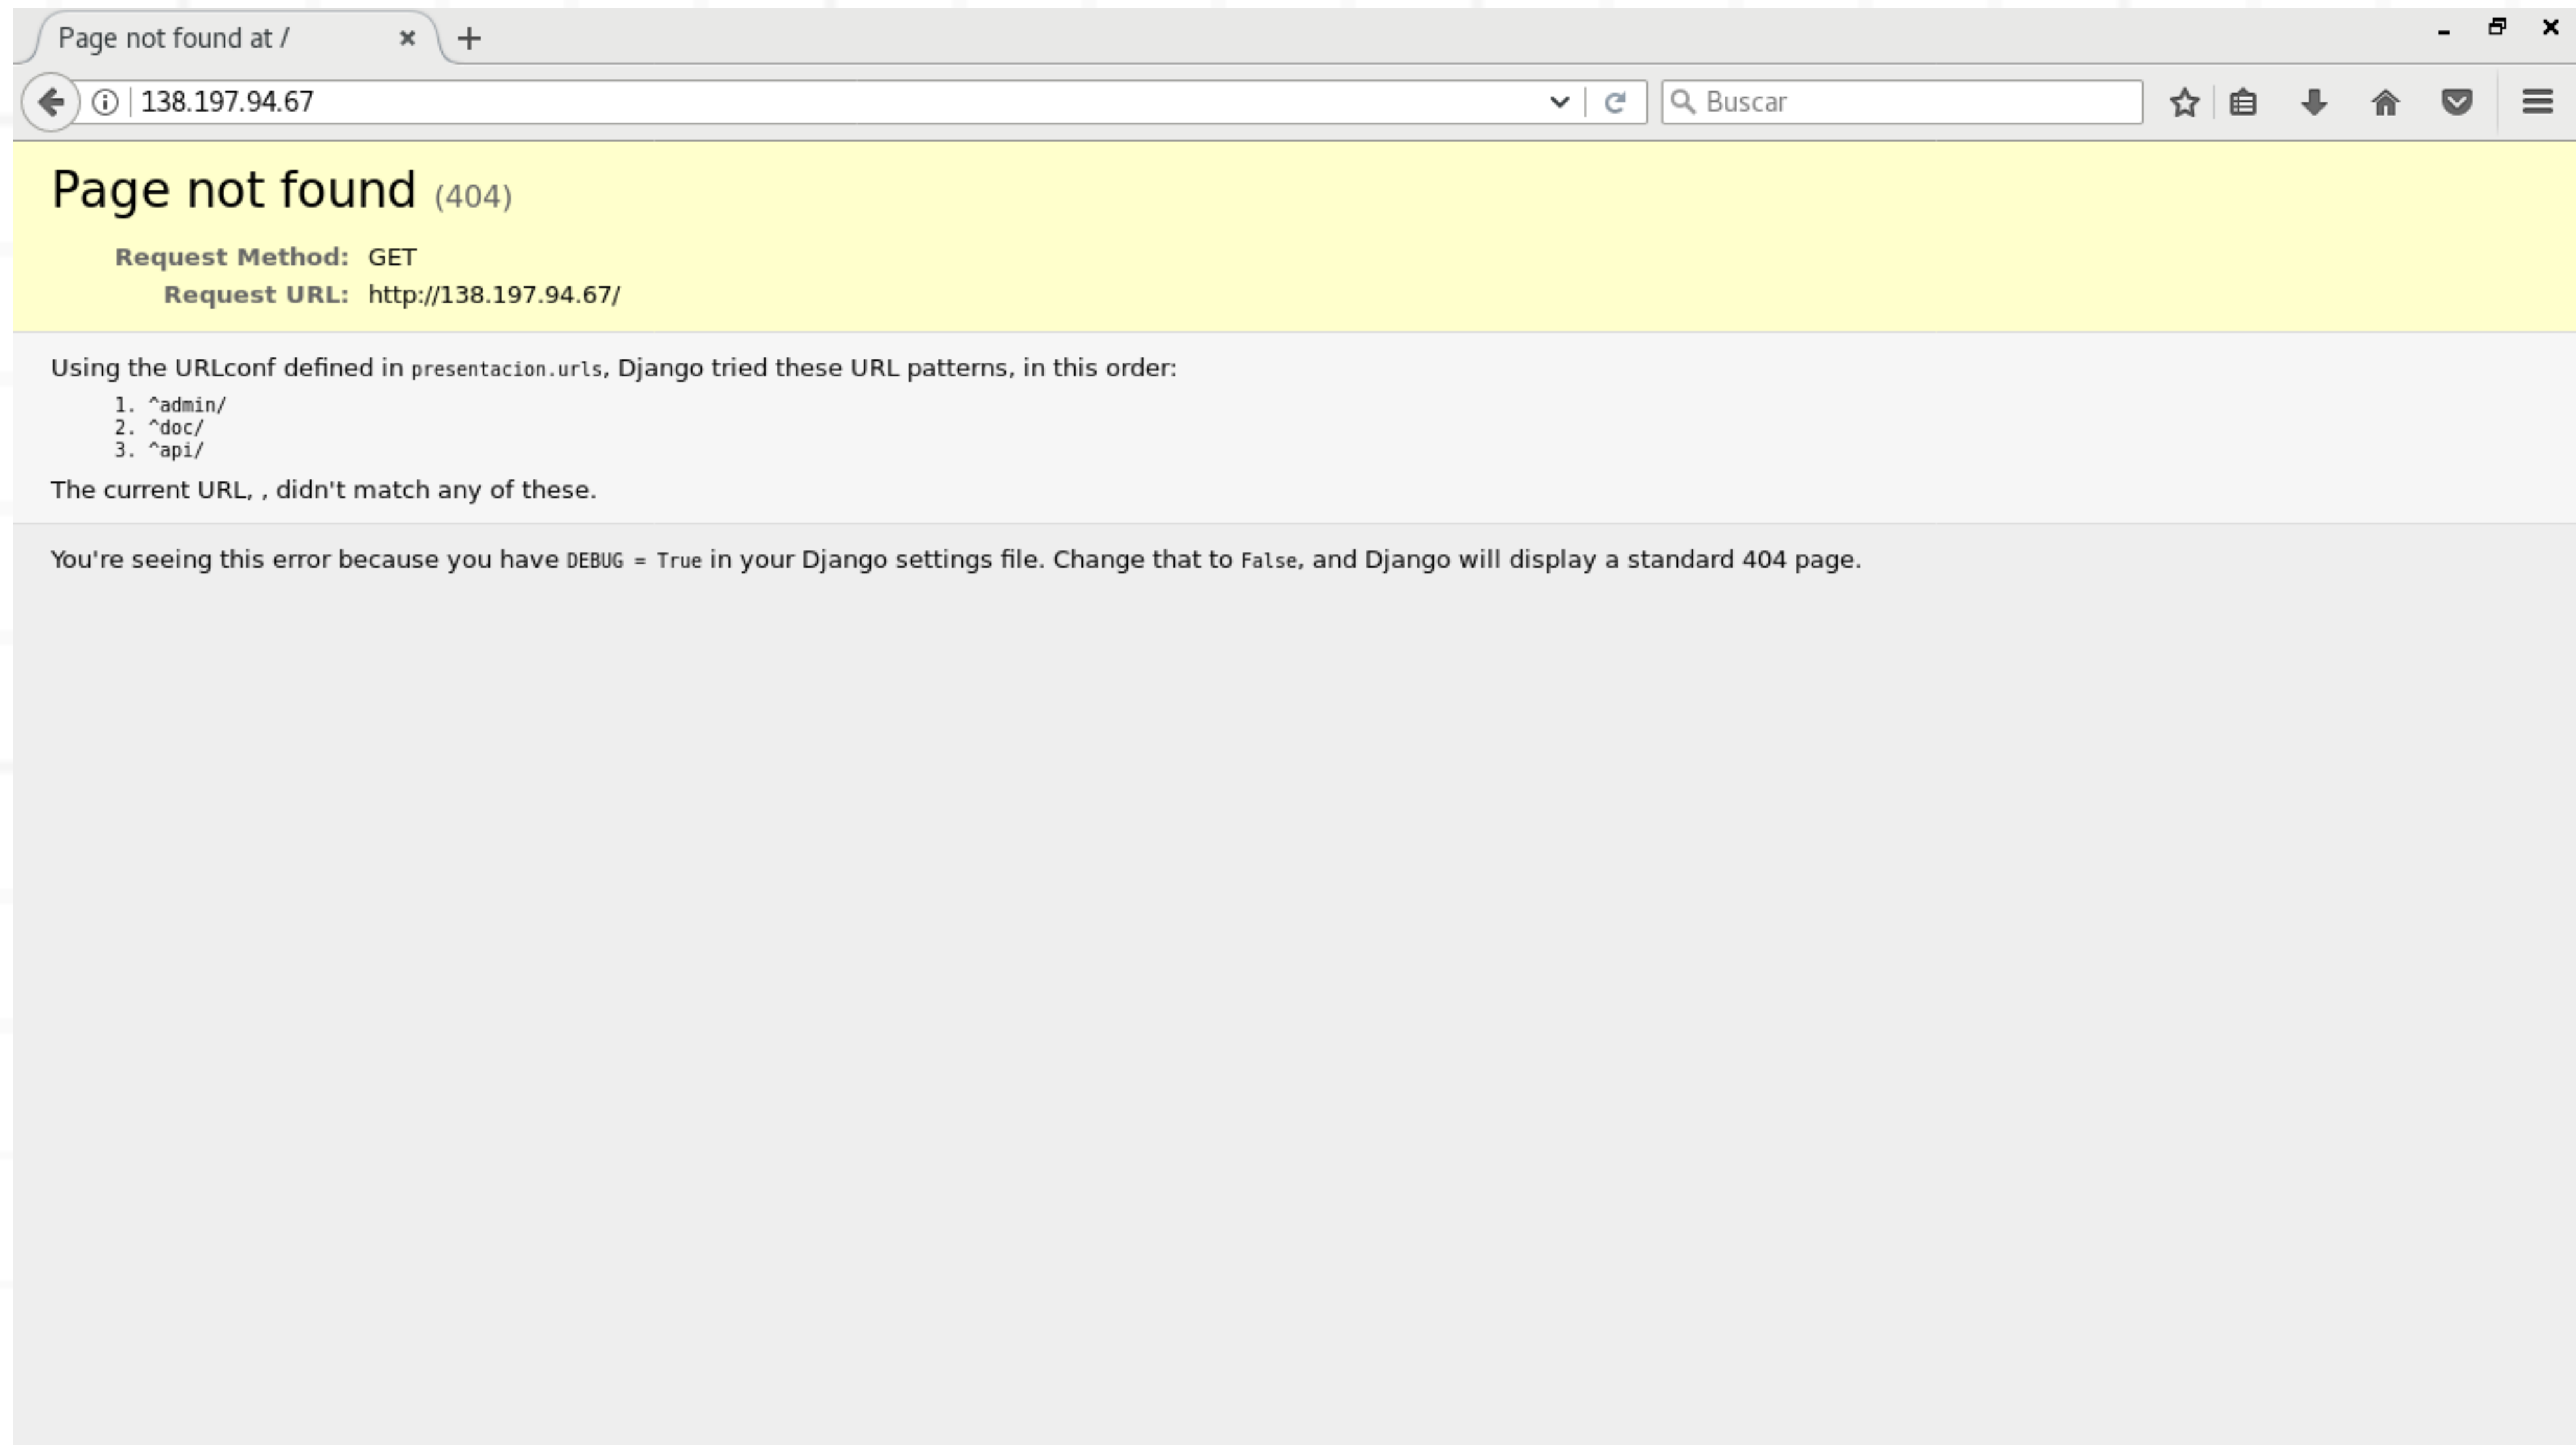 Page not found at /
138.197.94.67
Buscar
Page not found (404)
Request Method: GET
Request URL: http://138.197.94.67/
Using the URLconf defined in presentacion.urls, Django tried these URL patterns, in this order:
1. ^admin/
2. ^doc/
3. ^api/
The current URL, , didn't match any of these.
You're seeing this error because you have DEBUG = True in your Django settings file. Change that to False, and Django will display a standard 404 page.